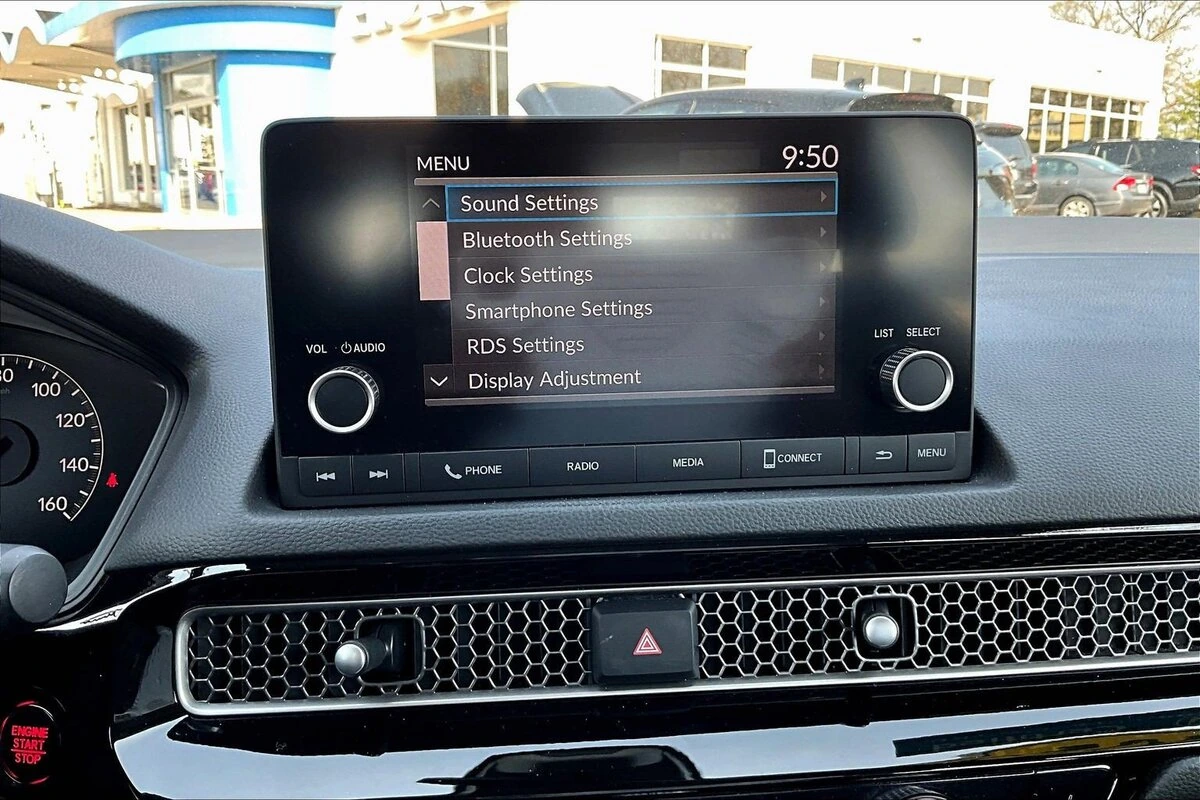 MENU 9:50
Sound Settings
Bluetooth Settings
Clock Settings
Smartphone Settings
RDS Settings
Display Adjustment
VOL AUDIO
LIST SELECT
PHONE RADIO MEDIA CONNECT MENU
100
120
140
160
ENGINE
START
STOP